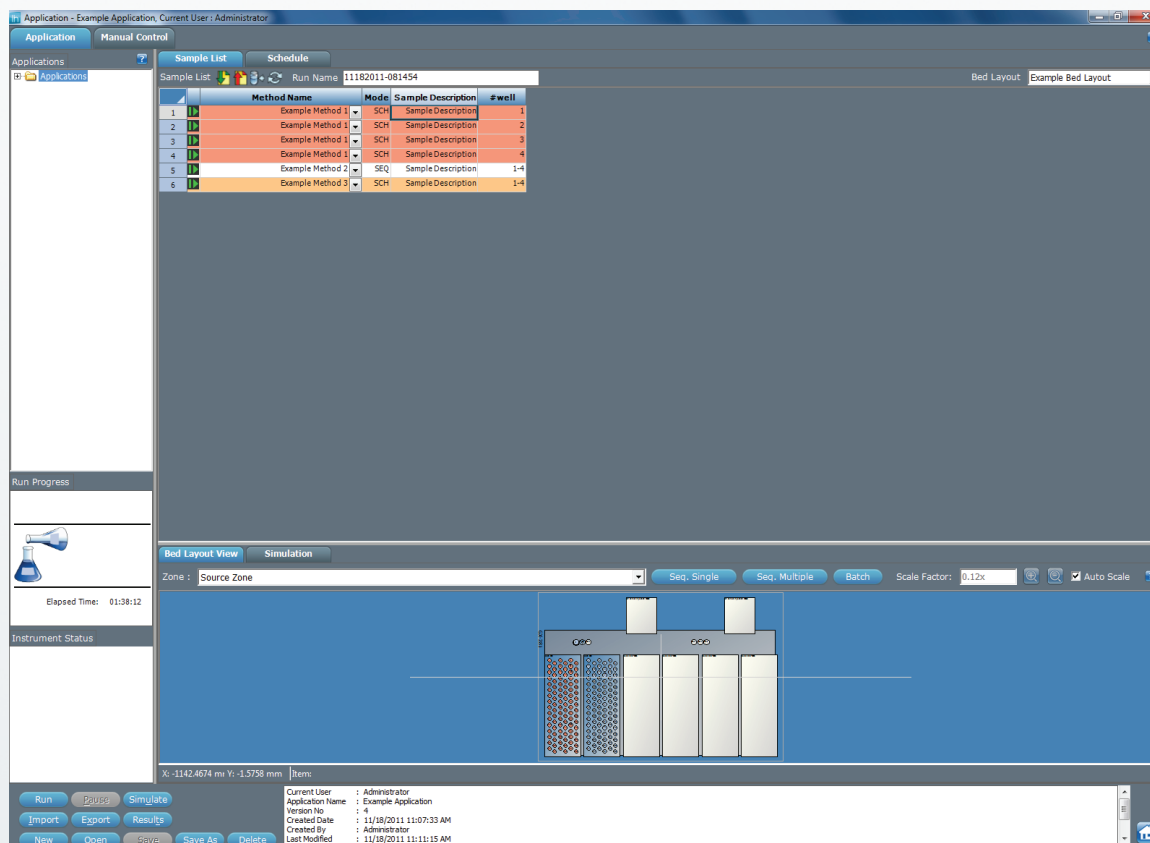 Application - Example Application, Current User : Administrator
Application Manual Control
Applications
Applications
Sample List Schedule
Sample List Run Name 11182011-081454 Bed Layout Example Bed Layout
Method Name Mode Sample Description #well
1 Example Method 1 SCH Sample Description 1
2 Example Method 1 SCH Sample Description 2
3 Example Method 1 SCH Sample Description 3
4 Example Method 1 SCH Sample Description 4
5 Example Method 2 SEQ Sample Description 1-4
6 Example Method 3 SCH Sample Description 1-4
Run Progress
Elapsed Time: 01:38:12
Instrument Status
Bed Layout View Simulation
Zone : Source Zone Seq. Single Seq. Multiple Batch Scale Factor: 0.12x Auto Scale
X: -1142.4674 mm Y: -1.5758 mm Item:
Run Pause Simulate
Import Export Results
New Open Save Save As Delete
Current User : Administrator
Application Name : Example Application
Version No : 4
Created Date : 11/18/2011 11:07:33 AM
Created By : Administrator
Last Modified : 11/18/2011 11:11:15 AM